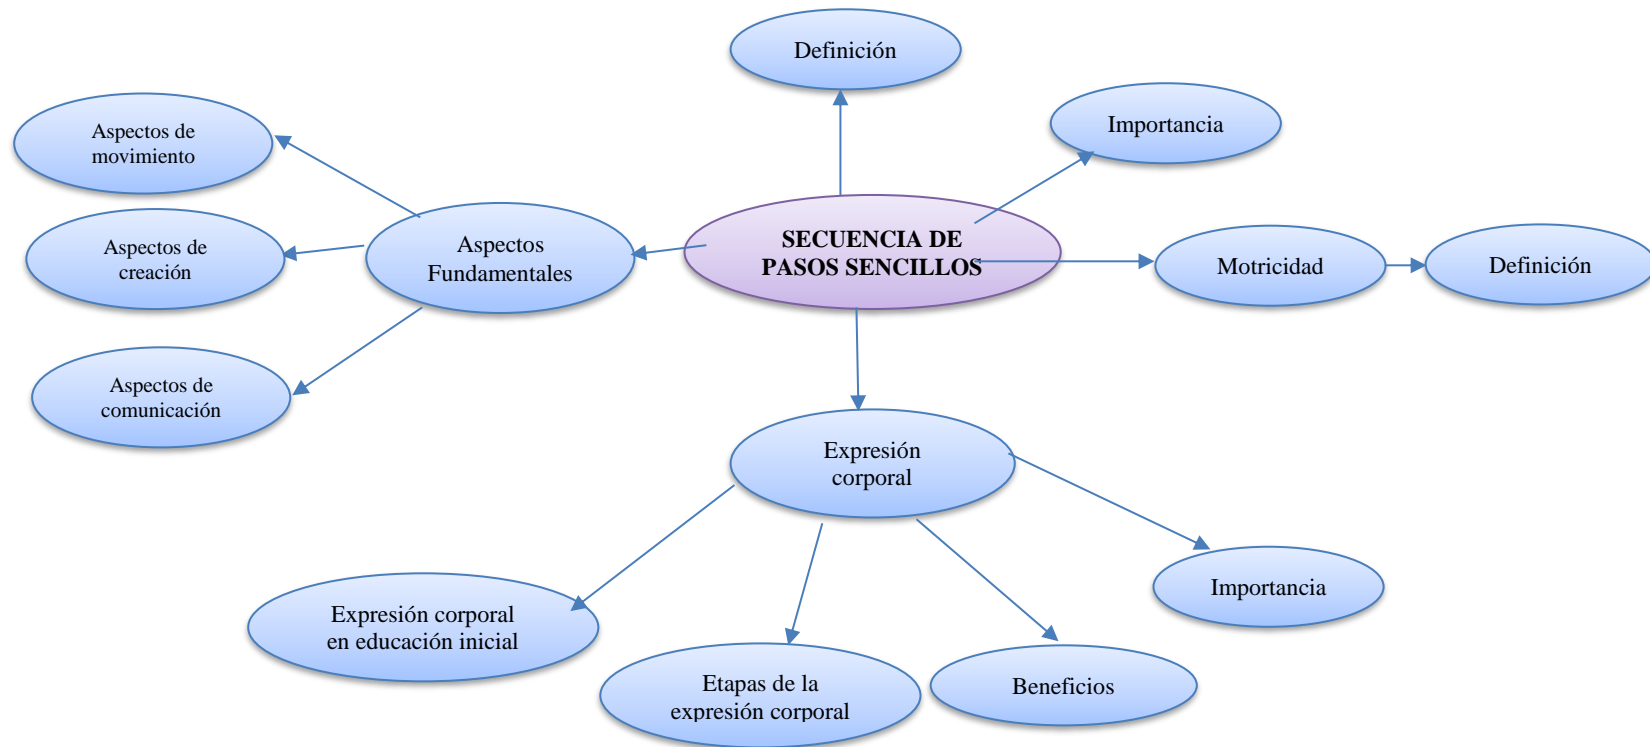 Definición
Importancia
Aspectos de
movimiento
Aspectos de
creación
Aspectos
Fundamentales
SECUENCIA DE
PASOS SENCILLOS
Motricidad
Definición
Aspectos de
comunicación
Expresión
corporal
Importancia
Expresión corporal
en educación inicial
Etapas de la
expresión corporal
Beneficios